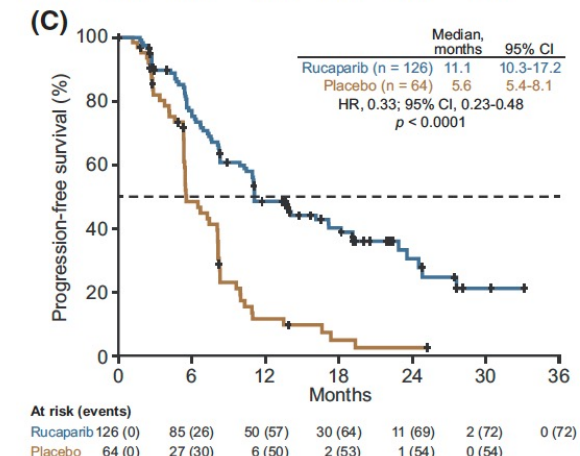 (C)
Median, months 95% CI
Rucaparib (n = 126) 11.1 10.3-17.2
Placebo (n = 64) 5.6 5.4-8.1
HR, 0.33; 95% CI, 0.23-0.48
p < 0.0001
Progression-free survival (%)
100
80
60
40
20
0
0 6 12 18 24 30 36
Months
At risk (events)
Rucaparib 126 (0) 85 (26) 50 (57) 30 (64) 11 (69) 2 (72) 0 (72)
Placebo 64 (0) 27 (30) 6 (50) 2 (53) 1 (54) 0 (54)